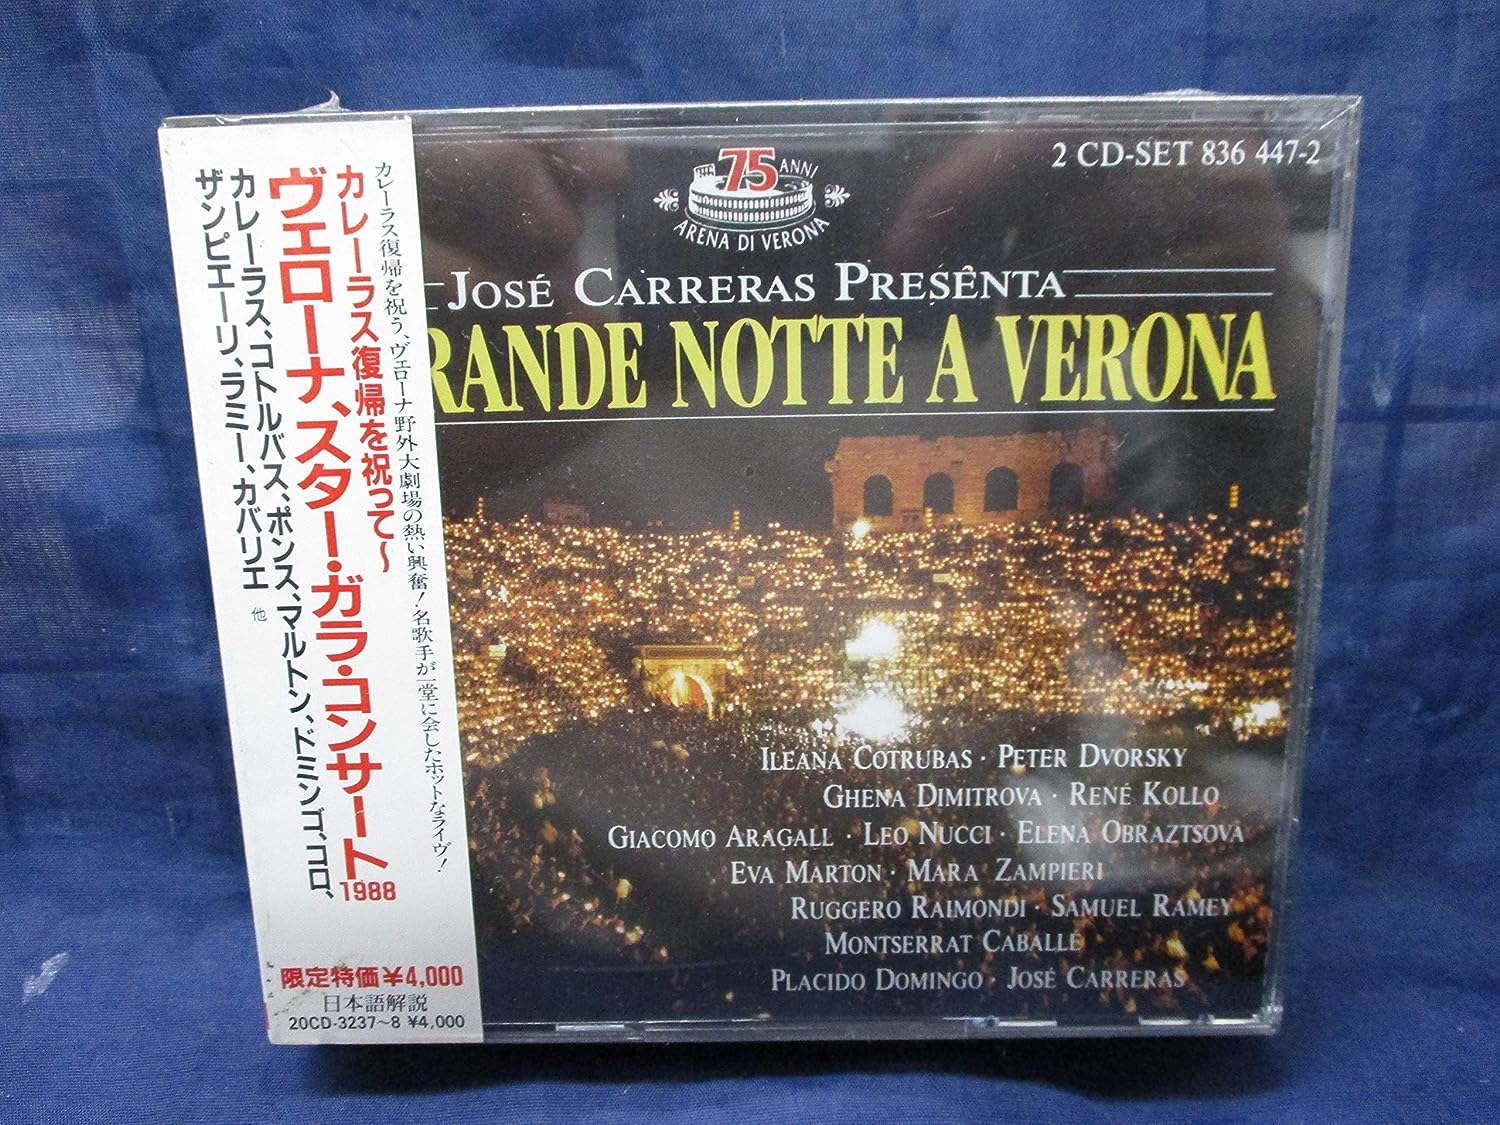 カレーラス復帰を祝う、ヴェローナ野外大劇場の熱い興奮!名歌手が一堂に会したホットなライヴ!
カレーラス復帰を祝って〜
ヴェローナ、スター・ガラ・コンサート1988
カレーラス、コトルバス、ポンス、マルトン、ドミンゴ、コロ、
ザンピエーリ、ラミー、カバリエ 他
限定特価¥4,000
日本語解説
20CD-3237~8 ¥4,000
2 CD-SET 836 447-2
75 ANNI
ARENA DI VERONA
JOSÉ CARRERAS PRESENTA
RANDE NOTTE A VERONA
ILEANA COTRUBAS · PETER DVORSKY
GHENA DIMITROVA · RENÉ KOLLO
GIACOMO ARAGALL · LEO NUCCI · ELENA OBRAZTSOVA
EVA MARTON · MARA ZAMPIERI
RUGGERO RAIMONDI · SAMUEL RAMEY
MONTSERRAT CABALLÉ
PLACIDO DOMINGO · JOSÉ CARRERAS